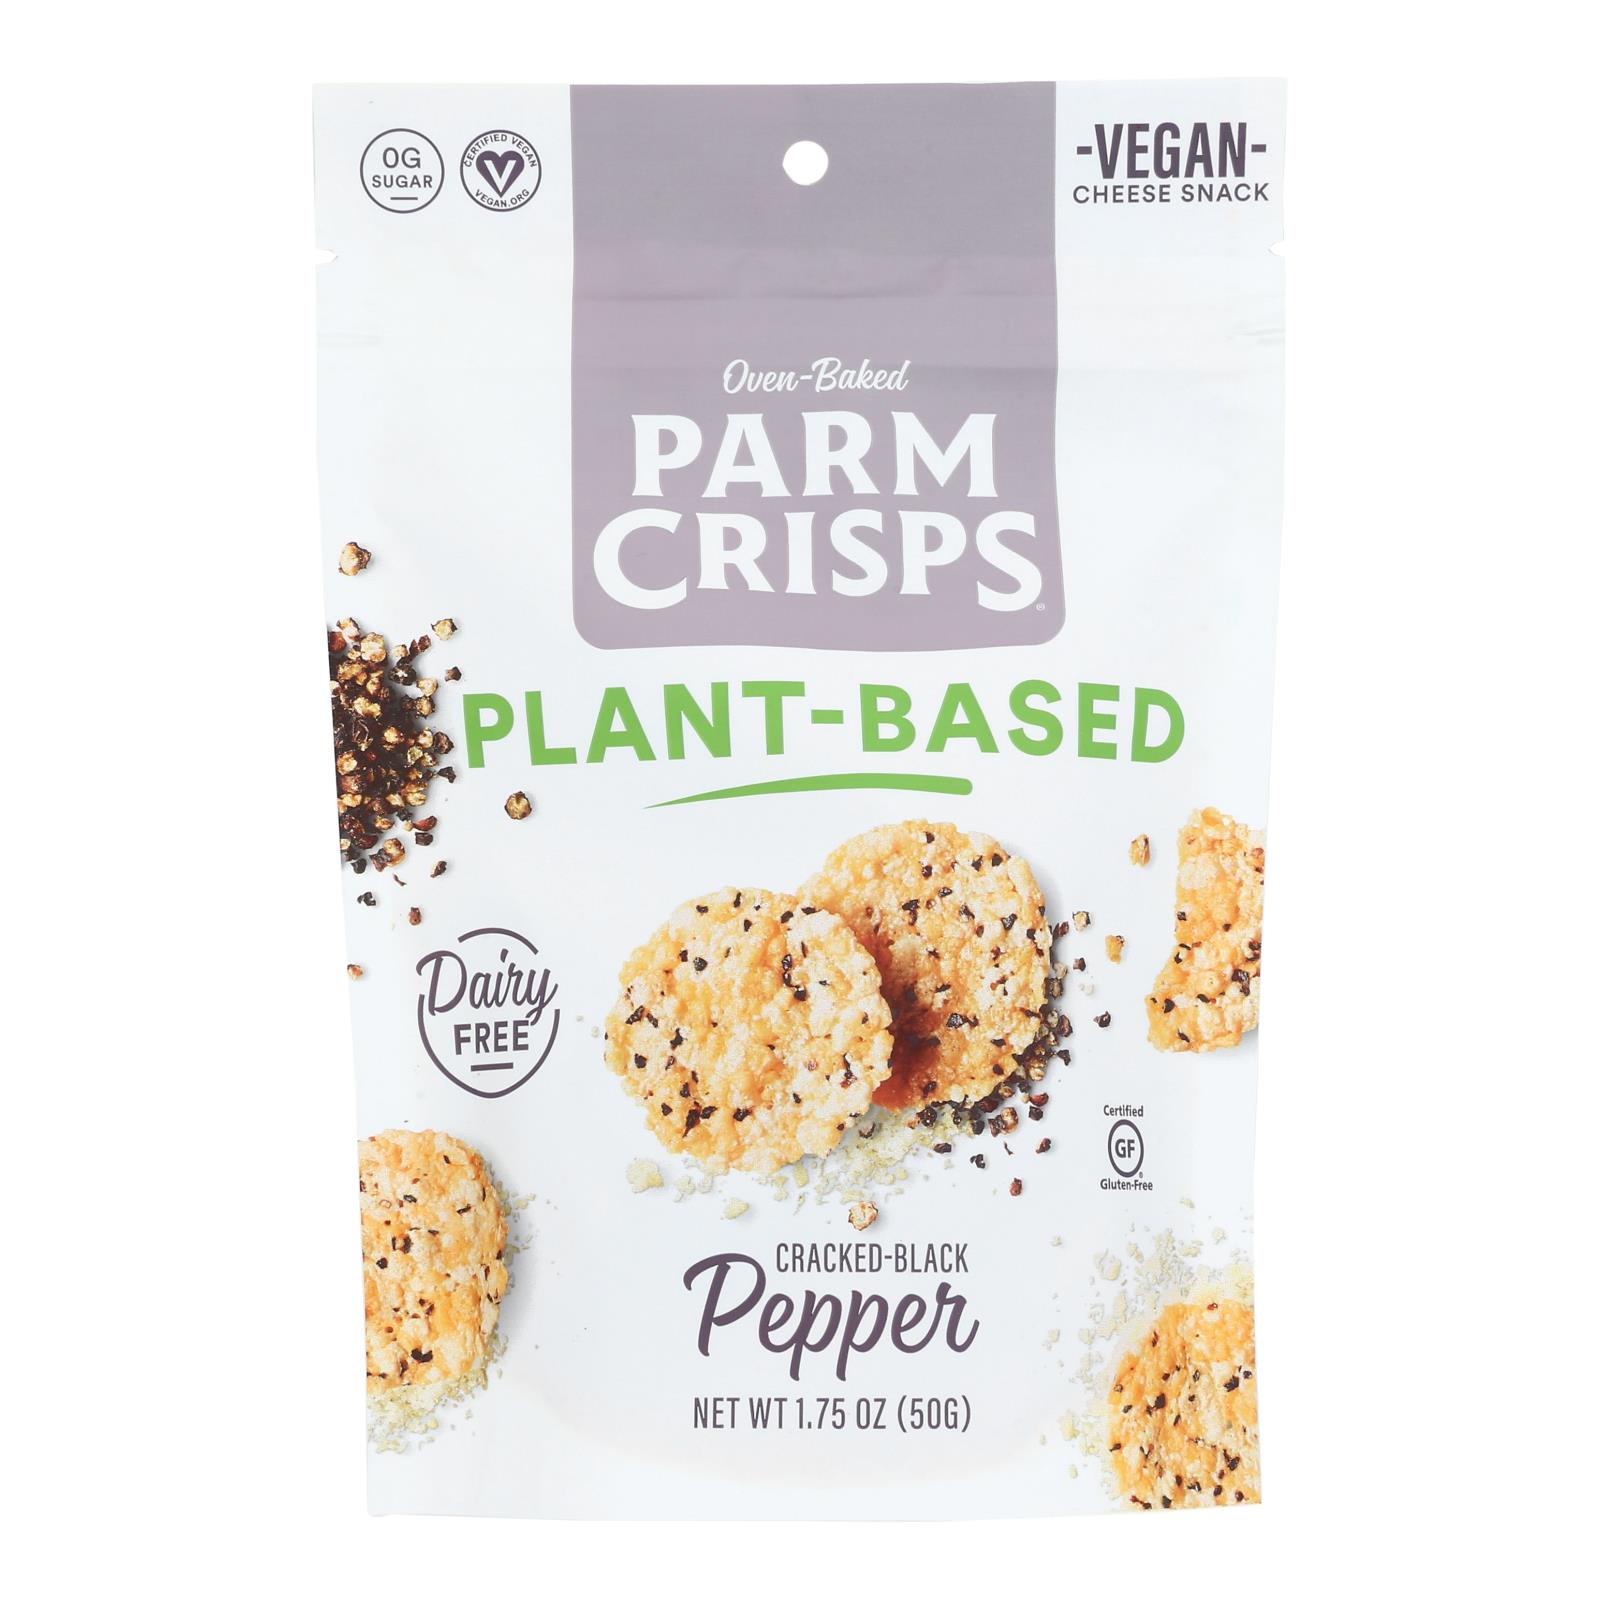 0G
SUGAR
CERTIFIED VEGAN
VEGAN.ORG
-VEGAN-
CHEESE SNACK
Oven-Baked
PARM
CRISPS®
PLANT-BASED
Dairy
FREE
Certified
GF®
Gluten-Free
CRACKED-BLACK
Pepper
NET WT 1.75 OZ (50G)